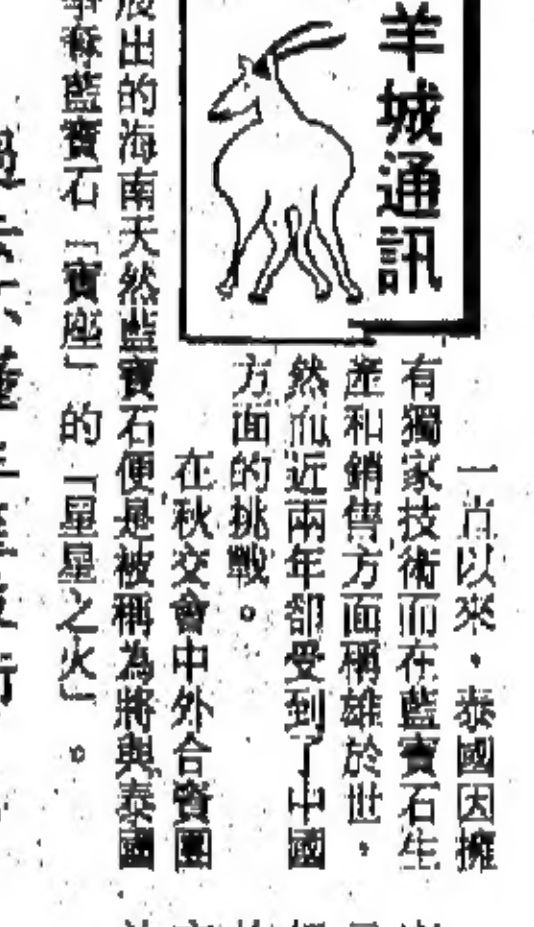 羊城通訊
一直以來，泰國因擁
有獨家技術而在藍寶石生
產和銷售方面稱雄於世，
然而近兩年卻受到了中國
方面的挑戰。
在秋交會中外合資團
展出的海南天然藍寶石便是被稱為將與泰國
爭奪藍寶石「寶座」的「星星之火」。